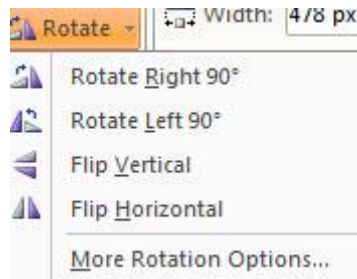 Rotate
Width: 478 px
Rotate Right 90°
Rotate Left 90°
Flip Vertical
Flip Horizontal
More Rotation Options...